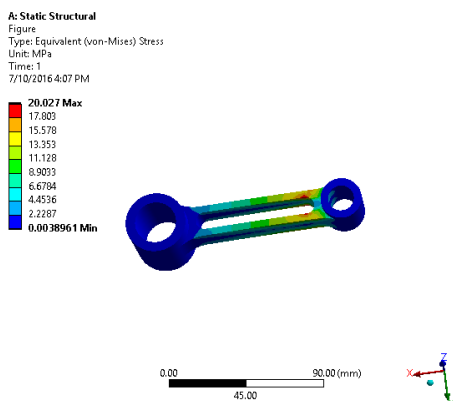 A: Static Structural
Figure
Type: Equivalent (von-Mises) Stress
Unit: MPa
Time: 1
7/10/2016 4:07 PM
20.027 Max
17.803
15.578
13.353
11.128
8.9033
6.6784
4.4536
2.2287
0.0038961 Min
0.00
90.00 (mm)
45.00
Z
X